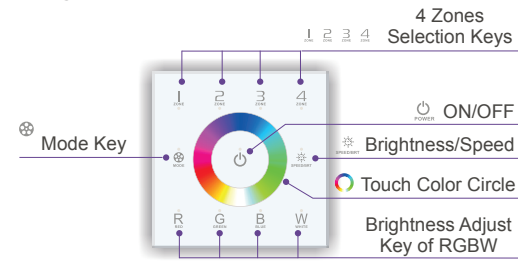 4 Zones
1 2 3 4 Selection Keys
ZONE ZONE ZONE ZONE
1 2 3 4
ZONE ZONE ZONE ZONE
POWER ON/OFF
Mode Key
MODE
SPEED/BRT
SPEED/BRT Brightness/Speed
Touch Color Circle
R G B W
RED GREEN BLUE WHITE
Brightness Adjust
Key of RGBW